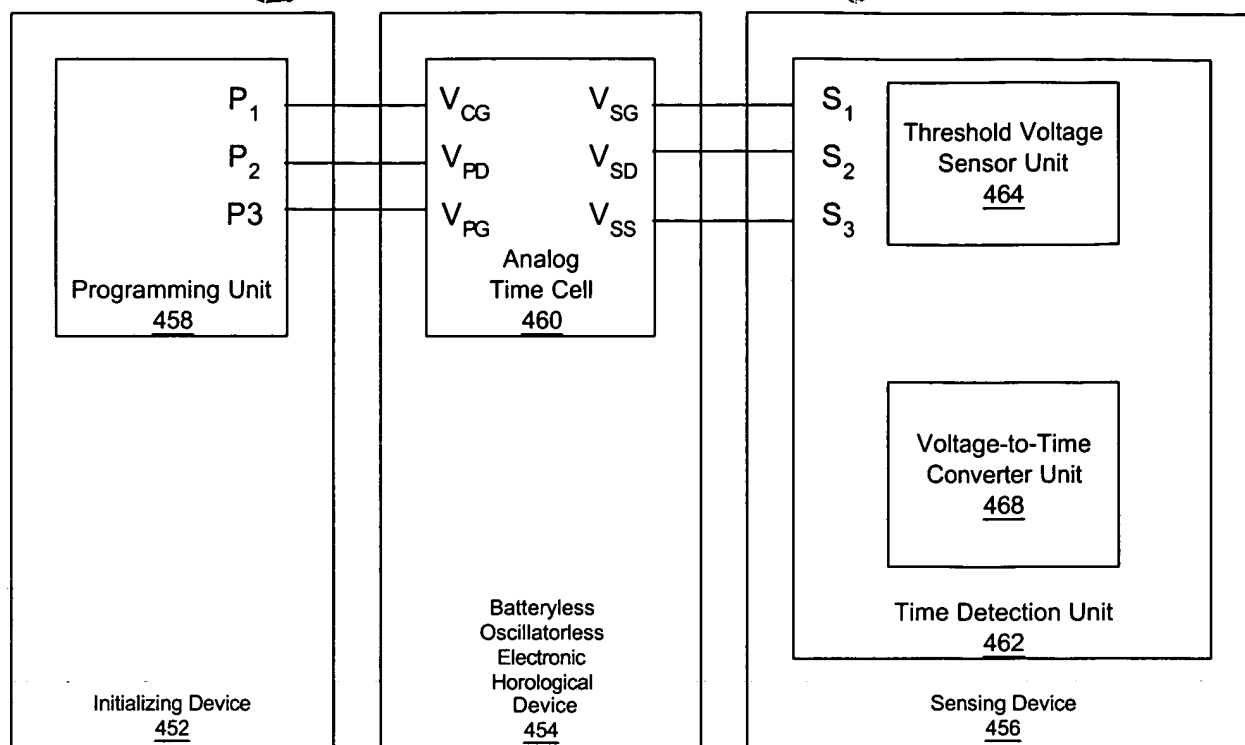 P1
P2
P3
Programming Unit
458
Initializing Device
452
VCG
VPD
VPG
VSG
VSD
VSS
Analog
Time Cell
460
Batteryless
Oscillatorless
Electronic
Horological
Device
454
S1
S2
S3
Threshold Voltage
Sensor Unit
464
Voltage-to-Time
Converter Unit
468
Time Detection Unit
462
Sensing Device
456